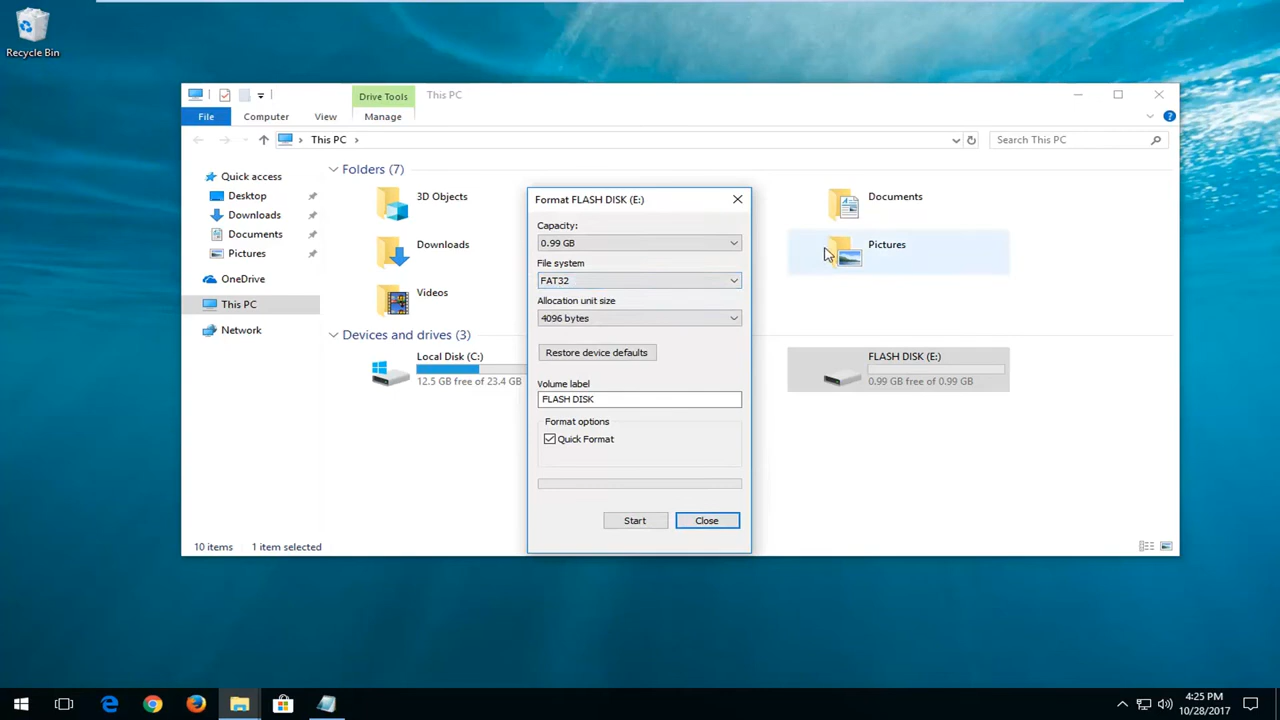 Recycle Bin
Drive Tools
This PC
File
Computer
View
Manage
This PC
Search This PC
Quick access
Desktop
Downloads
Documents
Pictures
OneDrive
This PC
Network
Folders (7)
3D Objects
Documents
Downloads
Pictures
Videos
Devices and drives (3)
Local Disk (C:)
12.5 GB free of 23.4 GB
FLASH DISK (E:)
0.99 GB free of 0.99 GB
Format FLASH DISK (E:)
Capacity:
0.99 GB
File system
FAT32
Allocation unit size
4096 bytes
Restore device defaults
Volume label
FLASH DISK
Format options
Quick Format
Start
Close
10 items
1 item selected
4:25 PM
10/28/2017